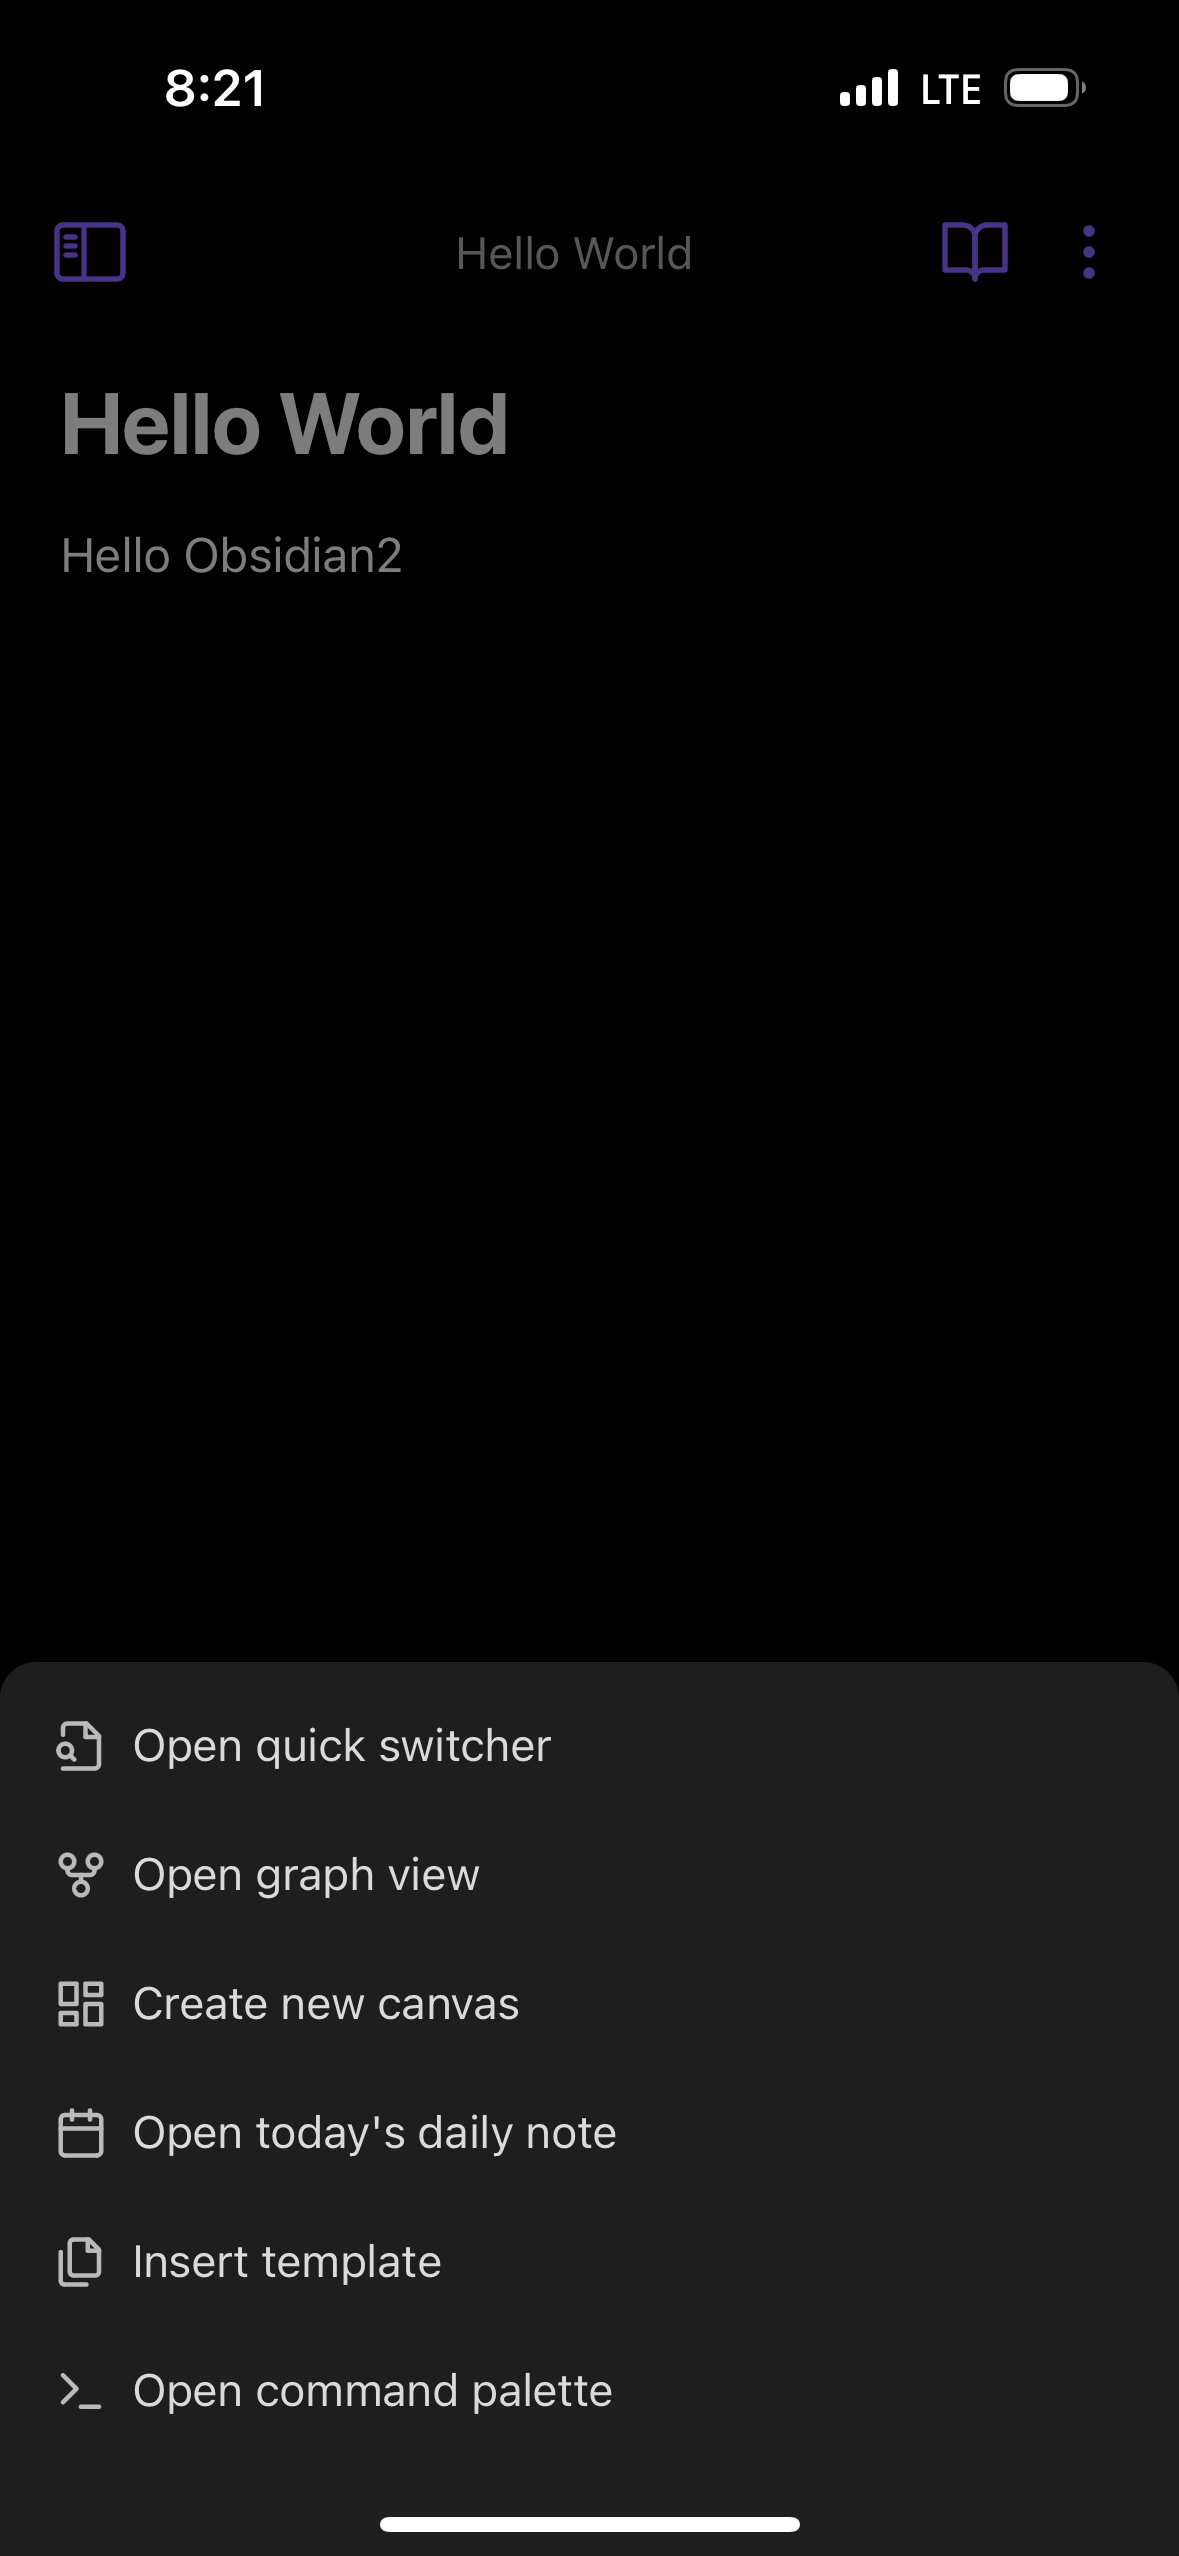 8:21 LTE
Hello World
Hello World
Hello Obsidian2
Open quick switcher
Open graph view
Create new canvas
Open today's daily note
Insert template
Open command palette